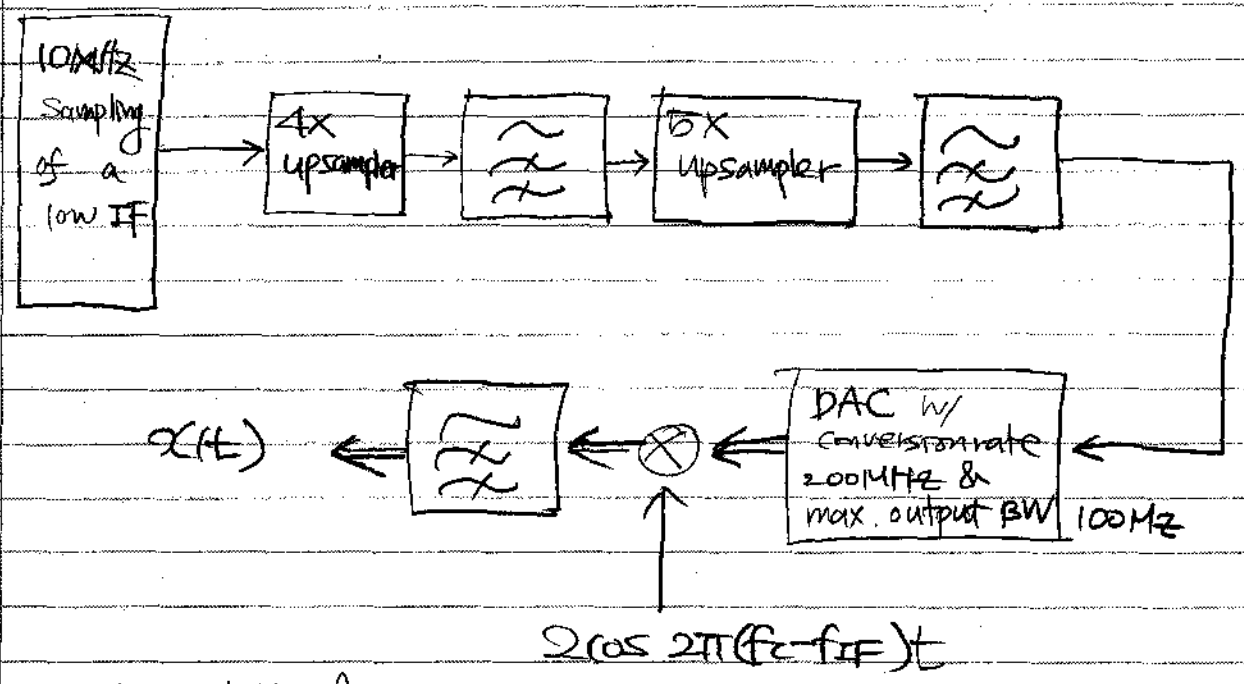 10MHz
Sampling
of a
low IF
4x
upsampler
5x
upsampler
DAC w/
conversion rate
200MHz &
max. output BW 100MHz
x(t)
2cos 2π(fc-fIF)t